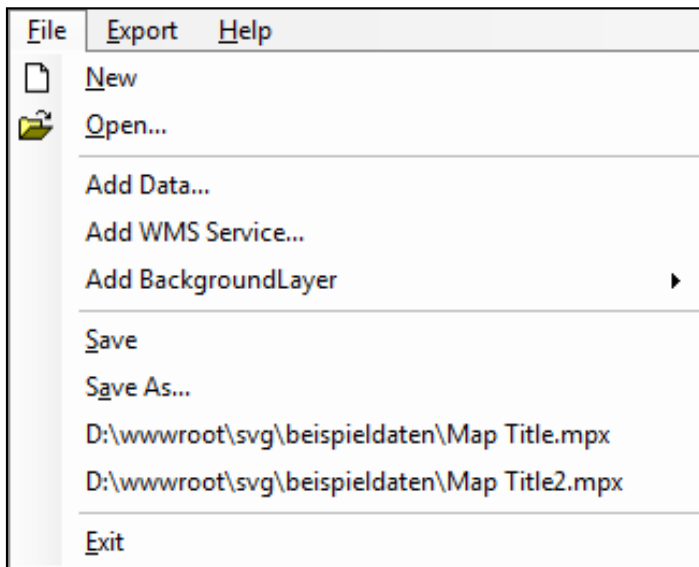 File Export Help
New
Open...
Add Data...
Add WMS Service...
Add BackgroundLayer
Save
Save As...
D:\wwwroot\svg\beispieldaten\Map Title.mpx
D:\wwwroot\svg\beispieldaten\Map Title2.mpx
Exit